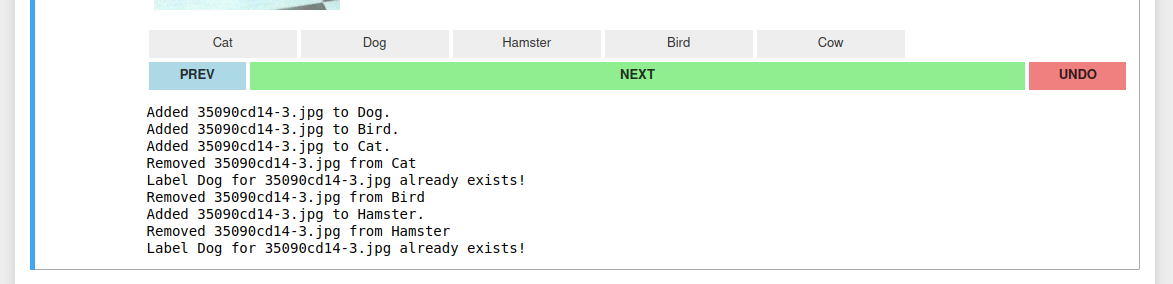 Cat Dog Hamster Bird Cow
PREV NEXT UNDO
Added 35090cd14-3.jpg to Dog.
Added 35090cd14-3.jpg to Bird.
Added 35090cd14-3.jpg to Cat.
Removed 35090cd14-3.jpg from Cat
Label Dog for 35090cd14-3.jpg already exists!
Removed 35090cd14-3.jpg from Bird
Added 35090cd14-3.jpg to Hamster.
Removed 35090cd14-3.jpg from Hamster
Label Dog for 35090cd14-3.jpg already exists!